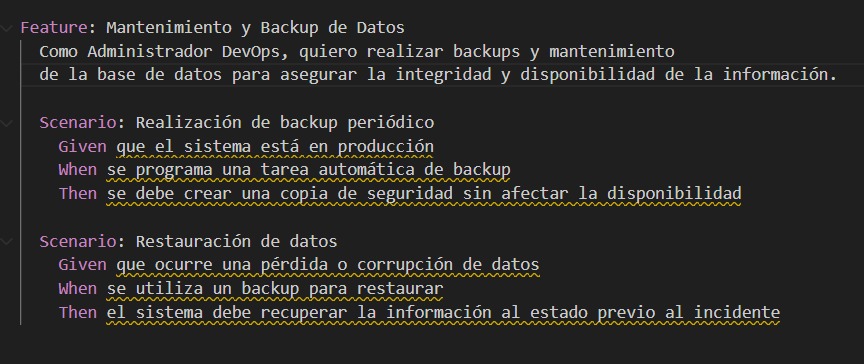 Feature: Mantenimiento y Backup de Datos
Como Administrador DevOps, quiero realizar backups y mantenimiento
de la base de datos para asegurar la integridad y disponibilidad de la información.
Scenario: Realización de backup periódico
Given que el sistema está en producción
When se programa una tarea automática de backup
Then se debe crear una copia de seguridad sin afectar la disponibilidad
Scenario: Restauración de datos
Given que ocurre una pérdida o corrupción de datos
When se utiliza un backup para restaurar
Then el sistema debe recuperar la información al estado previo al incidente